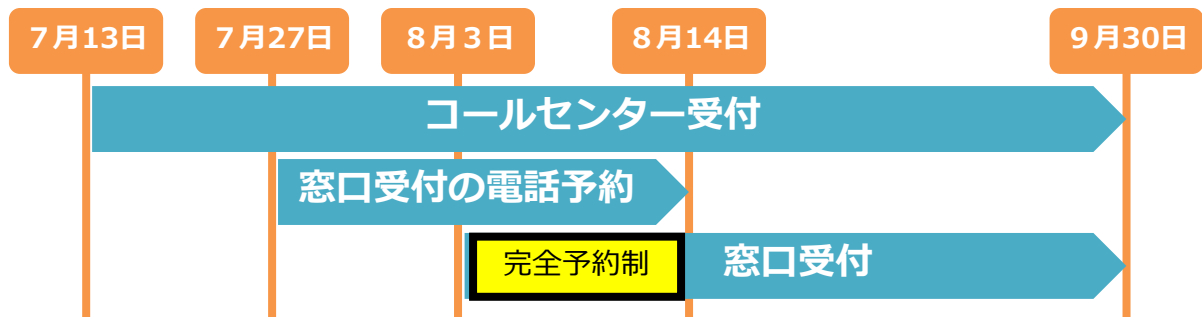 7月13日
7月27日
8月3日
8月14日
9月30日
コールセンター受付
窓口受付の電話予約
完全予約制
窓口受付